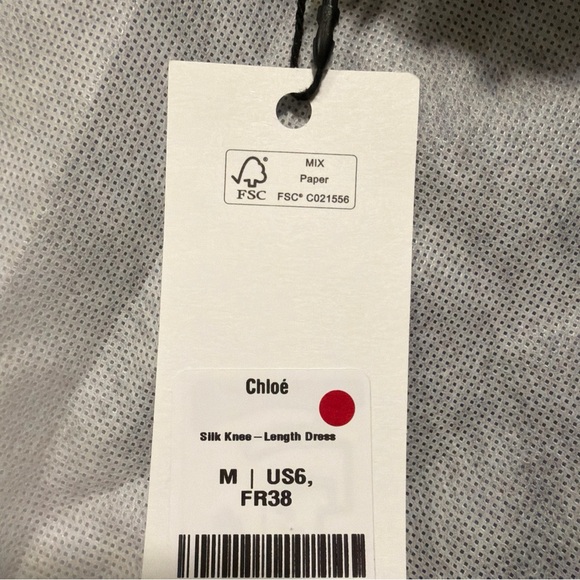 MIX
Paper
FSC
FSC® C021556
Chloé
Silk Knee-Length Dress
M | US6,
FR38